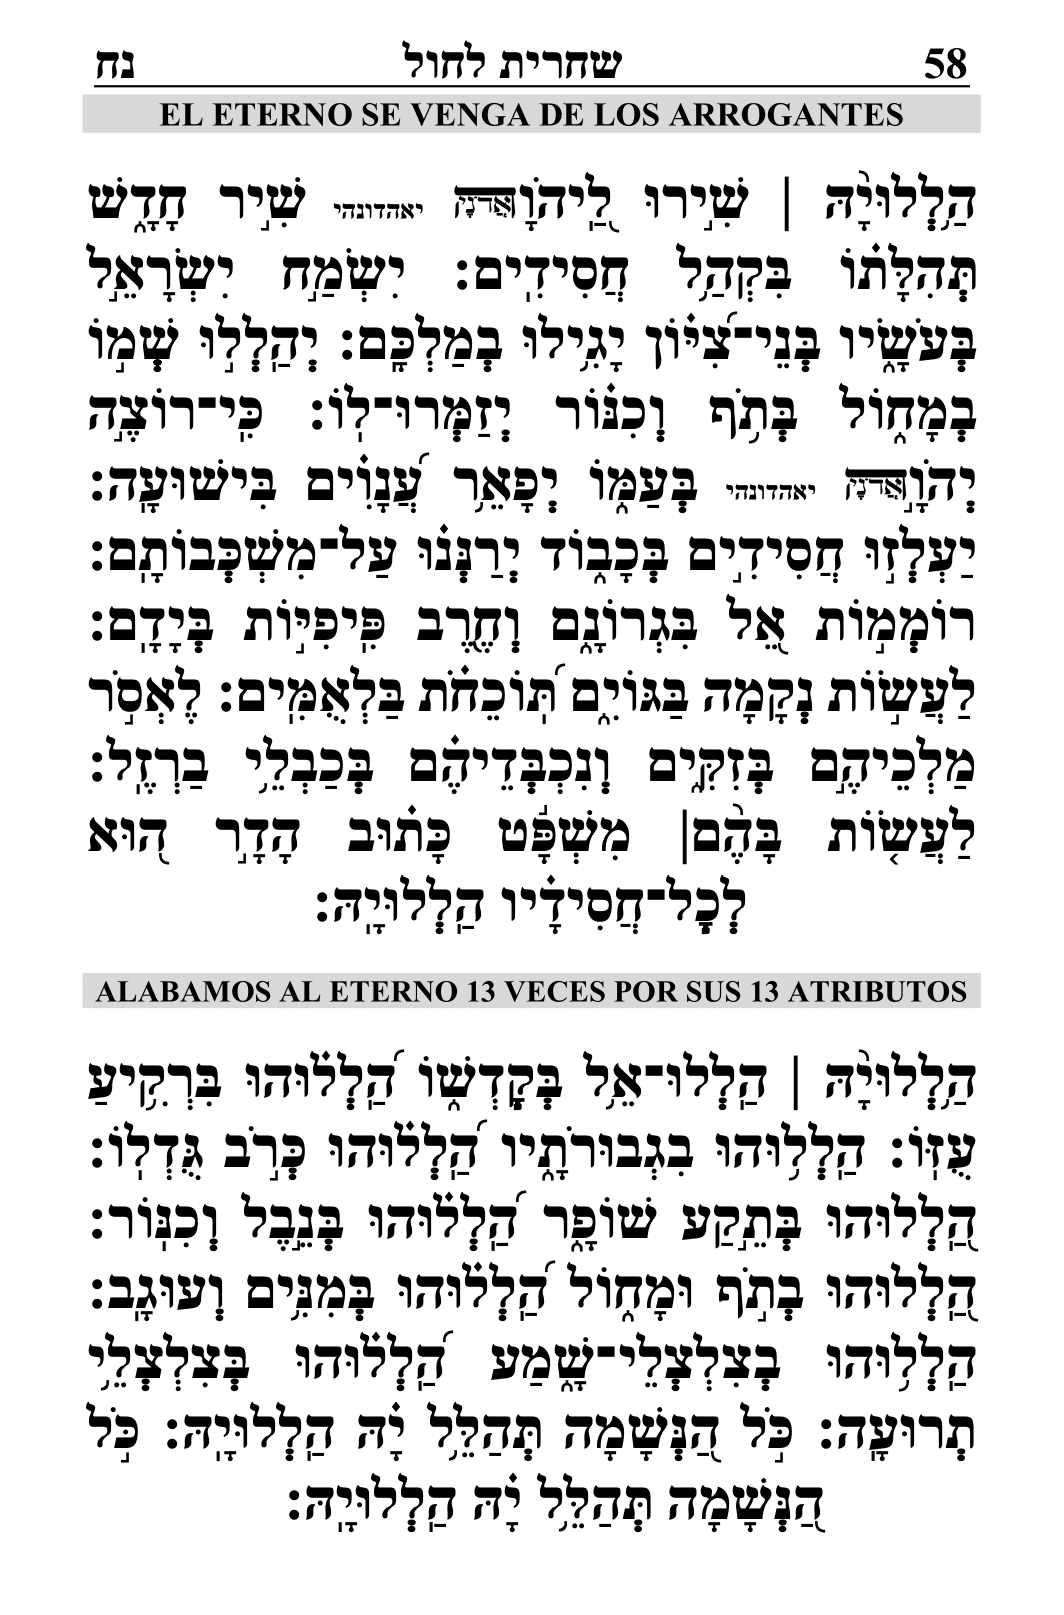 58 שחרית לחול נח
EL ETERNO SE VENGA DE LOS ARROGANTES
הַ֥לְלוּיָ֨הּ | שִׁ֣ירוּ לַ֭יהֹוָאֲדֹנָי יאהדונהי שִׁ֣יר חָדָ֑שׁ
תְּ֝הִלָּת֗וֹ בִּקְהַ֥ל חֲסִידִֽים׃ יִשְׂמַ֣ח יִשְׂרָאֵ֣ל
בְּעֹשָׂ֑יו בְּנֵי־צִ֝יּ֗וֹן יָגִ֥ילוּ בְמַלְכָּֽם׃ יְהַֽלְל֣וּ שְׁמ֣וֹ
בְמָח֑וֹל בְּתֹ֥ף וְ֝כִנּ֗וֹר יְזַמְּרוּ־לֽוֹ׃ כִּֽי־רוֹצֶ֣ה
יְהֹוָ֣אֲדֹנָי יאהדונהי בְּעַמּ֑וֹ יְפָאֵ֥ר עֲ֝נָוִ֗ים בִּישׁוּעָֽה׃
יַעְלְז֣וּ חֲסִידִ֣ים בְּכָב֑וֹד יְ֝רַנְּנ֗וּ עַל־מִשְׁכְּבוֹתָֽם׃
רוֹמְמ֣וֹת אֵ֭ל בִּגְרוֹנָ֑ם וְחֶ֖רֶב פִּֽיפִיּ֣וֹת בְּיָדָֽם׃
לַעֲשׂ֣וֹת נְ֭קָמָה בַּגּוֹיִ֑ם תּ֝וֹכֵחֹ֗ת בַּלְאֻמִּֽים׃ לֶאְסֹ֣ר
מַלְכֵיהֶ֣ם בְּזִקִּ֑ים וְ֝נִכְבְּדֵיהֶ֗ם בְּכַבְלֵ֥י בַרְזֶֽל׃
לַעֲשׂ֤וֹת בָּהֶ֨ם| מִשְׁפָּ֬ט כָּת֗וּב הָדָ֣ר ה֭וּא
לְכׇל־חֲסִידָ֗יו הַֽלְלוּיָֽהּ׃
ALABAMOS AL ETERNO 13 VECES POR SUS 13 ATRIBUTOS
הַ֥לְלוּיָ֨הּ | הַֽלְלוּ־אֵ֥ל בְּקׇדְשׁ֑וֹ הַֽ֝לְל֗וּהוּ בִּרְקִ֥יעַ
עֻזּֽוֹ׃ הַֽלְל֥וּהוּ בִגְבוּרֹתָ֑יו הַֽ֝לְל֗וּהוּ כְּרֹ֣ב גֻּדְלֽוֹ׃
הַֽ֭לְלוּהוּ בְּתֵ֣קַע שׁוֹפָ֑ר הַֽ֝לְל֗וּהוּ בְּנֵ֣בֶל וְכִנּֽוֹר׃
הַֽ֭לְלוּהוּ בְתֹ֣ף וּמָח֑וֹל הַֽ֝לְל֗וּהוּ בְּמִנִּ֥ים וְעוּגָֽב׃
הַֽלְל֥וּהוּ בְצִלְצְלֵי־שָׁ֑מַע הַֽ֝לְל֗וּהוּ בְּֽצִלְצְלֵ֥י
תְרוּעָֽה׃ כֹּ֣ל הַ֭נְּשָׁמָה תְּהַלֵּ֥ל יָ֗הּ הַֽלְלוּיָֽהּ׃ כֹּ֣ל
הַ֭נְּשָׁמָה תְּהַלֵּ֥ל יָ֗הּ הַֽלְלוּיָֽהּ׃